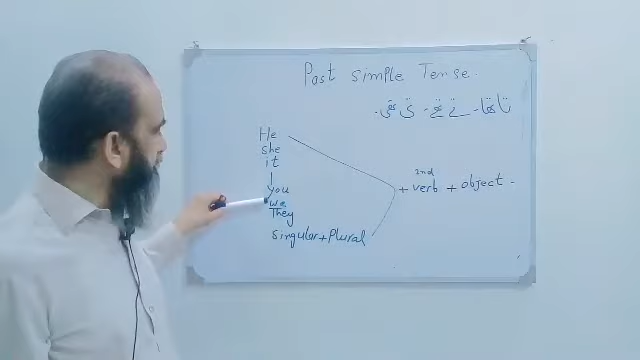 Past simple Tense.
تا تھا۔ تے تھے۔ تی تھی۔
He
she
it
I
you
we
They
singular + Plural
2nd
+ verb + object -